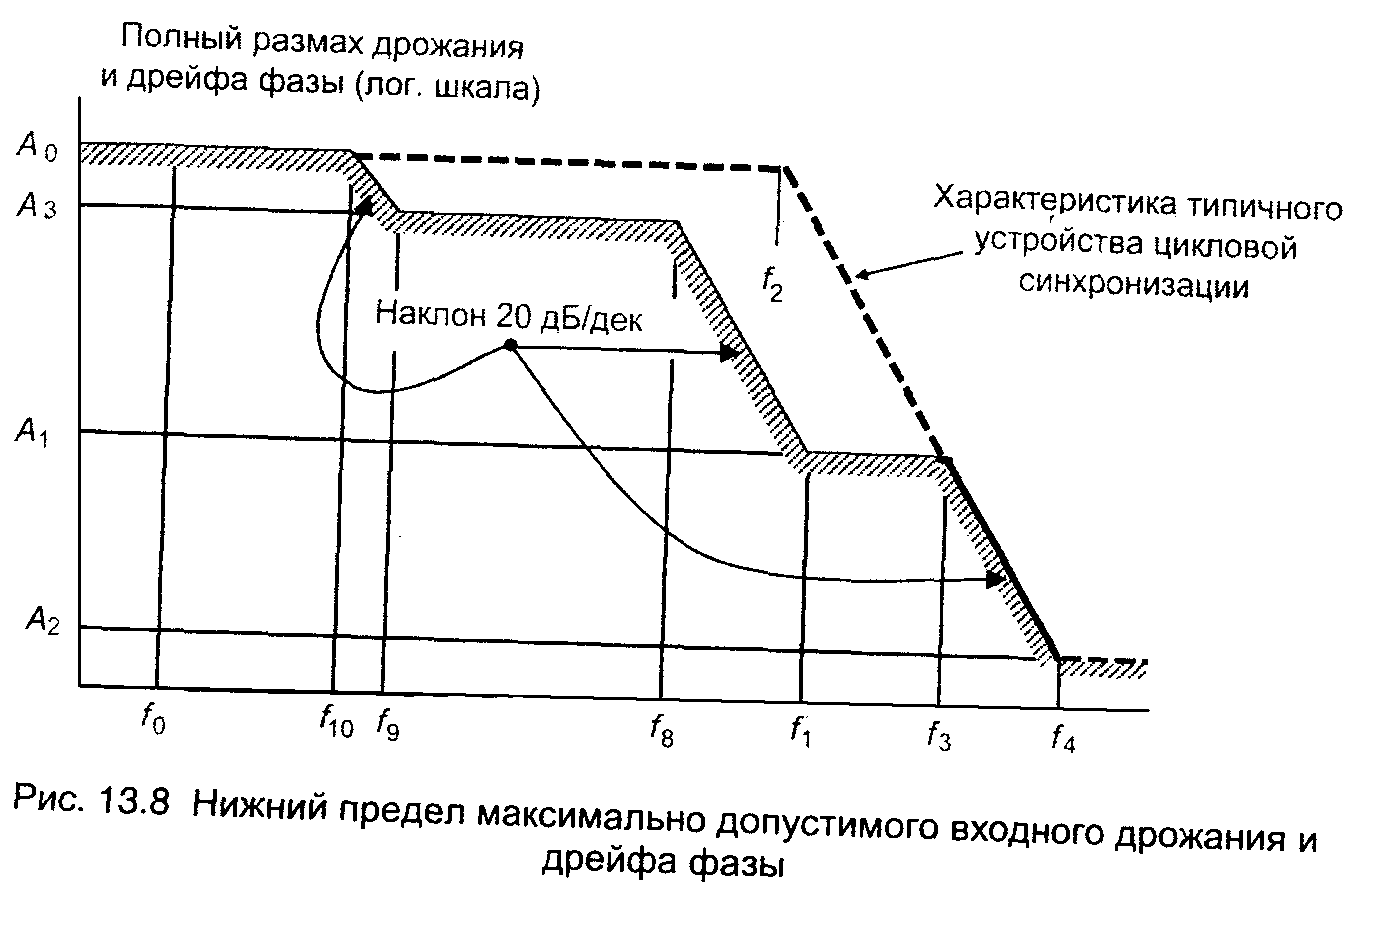 Полный размах дрожания
и дрейфа фазы (лог. шкала)
A0
A3
A1
A2
Характеристика типичного
устройства цикловой
синхронизации
f2
Наклон 20 дБ/дек
f0
f10
f9
f8
f1
f3
f4
Рис. 13.8 Нижний предел максимально допустимого входного дрожания и
дрейфа фазы